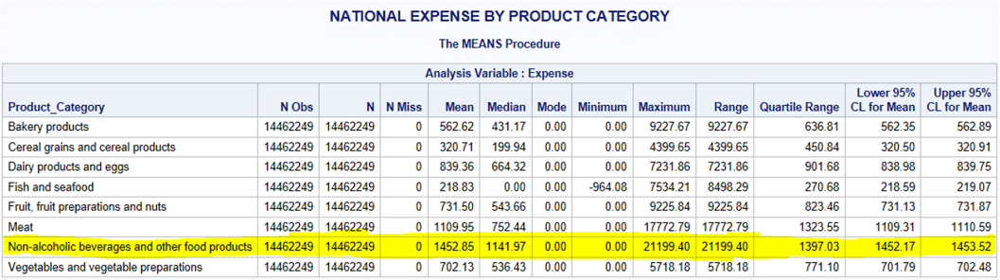 NATIONAL EXPENSE BY PRODUCT CATEGORY
The MEANS Procedure
Analysis Variable : Expense
Lower 95% Upper 95%
Product_Category N Obs N N Miss Mean Median Mode Minimum Maximum Range Quartile Range CL for Mean CL for Mean
Bakery products 14462249 14462249 0 562.62 431.17 0.00 0.00 9227.67 9227.67 636.81 562.35 562.89
Cereal grains and cereal products 14462249 14462249 0 320.71 199.94 0.00 0.00 4399.65 4399.65 450.84 320.50 320.91
Dairy products and eggs 14462249 14462249 0 839.36 664.32 0.00 0.00 7231.86 7231.86 901.68 838.98 839.75
Fish and seafood 14462249 14462249 0 218.83 0.00 0.00 -964.08 7534.21 8498.29 270.68 218.59 219.07
Fruit, fruit preparations and nuts 14462249 14462249 0 731.50 543.66 0.00 0.00 9225.84 9225.84 823.46 731.13 731.87
Meat 14462249 14462249 0 1109.95 752.44 0.00 0.00 17772.79 17772.79 1323.55 1109.31 1110.59
Non-alcoholic beverages and other food products 14462249 14462249 0 1452.85 1141.97 0.00 0.00 21199.40 21199.40 1397.03 1452.17 1453.52
Vegetables and vegetable preparations 14462249 14462249 0 702.13 536.43 0.00 0.00 5718.18 5718.18 771.10 701.79 702.48